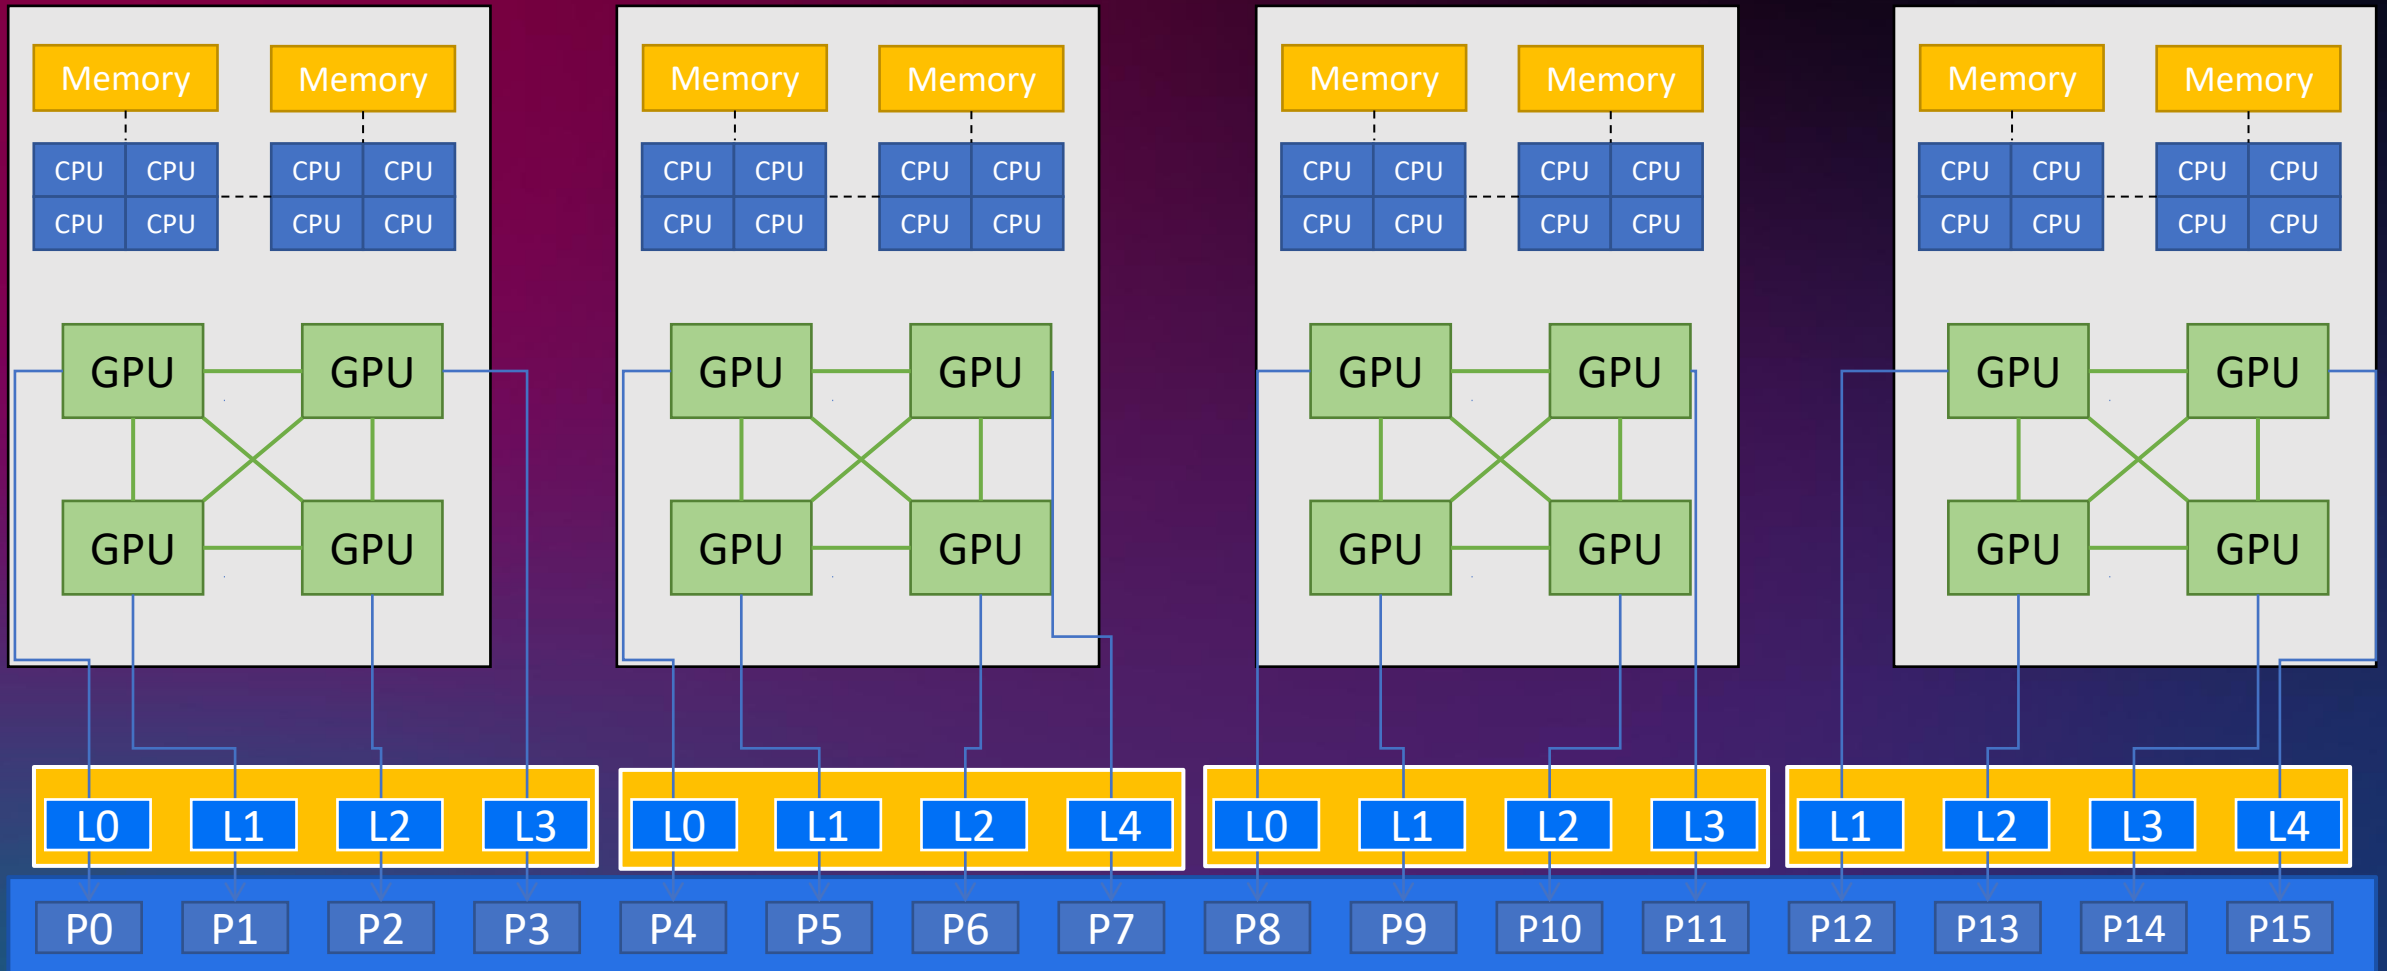 Memory Memory Memory Memory Memory Memory Memory Memory
CPU CPU CPU CPU CPU CPU CPU CPU CPU CPU CPU CPU CPU CPU CPU CPU
CPU CPU CPU CPU CPU CPU CPU CPU CPU CPU CPU CPU CPU CPU CPU CPU
GPU GPU GPU GPU GPU GPU GPU GPU
GPU GPU GPU GPU GPU GPU GPU GPU
L0 L1 L2 L3 L0 L1 L2 L4 L0 L1 L2 L3 L1 L2 L3 L4
P0 P1 P2 P3 P4 P5 P6 P7 P8 P9 P10 P11 P12 P13 P14 P15